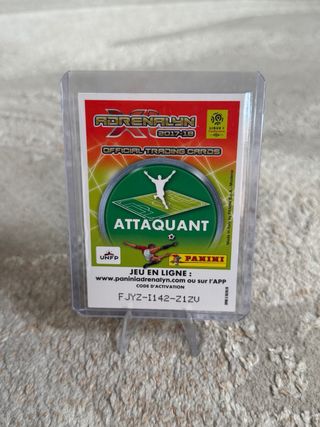 ADRENALYN
XL
2017-18
LIGUE 1
OFFICIAL TRADING CARDS
ATTAQUANT
UNFP
PANINI
JEU EN LIGNE :
www.paniniadrenalyn.com ou sur l'APP
CODE D'ACTIVATION
FJYZ-I142-Z1ZV